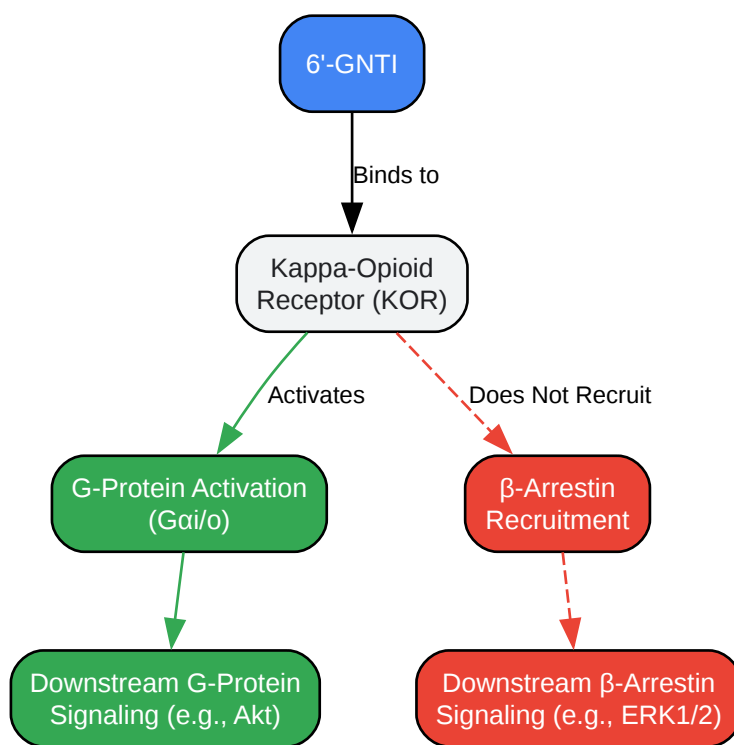 6'-GNTI
Binds to
Kappa-Opioid
Receptor (KOR)
Activates
Does Not Recruit
G-Protein Activation
(Gαi/o)
β-Arrestin
Recruitment
Downstream G-Protein
Signaling (e.g., Akt)
Downstream β-Arrestin
Signaling (e.g., ERK1/2)